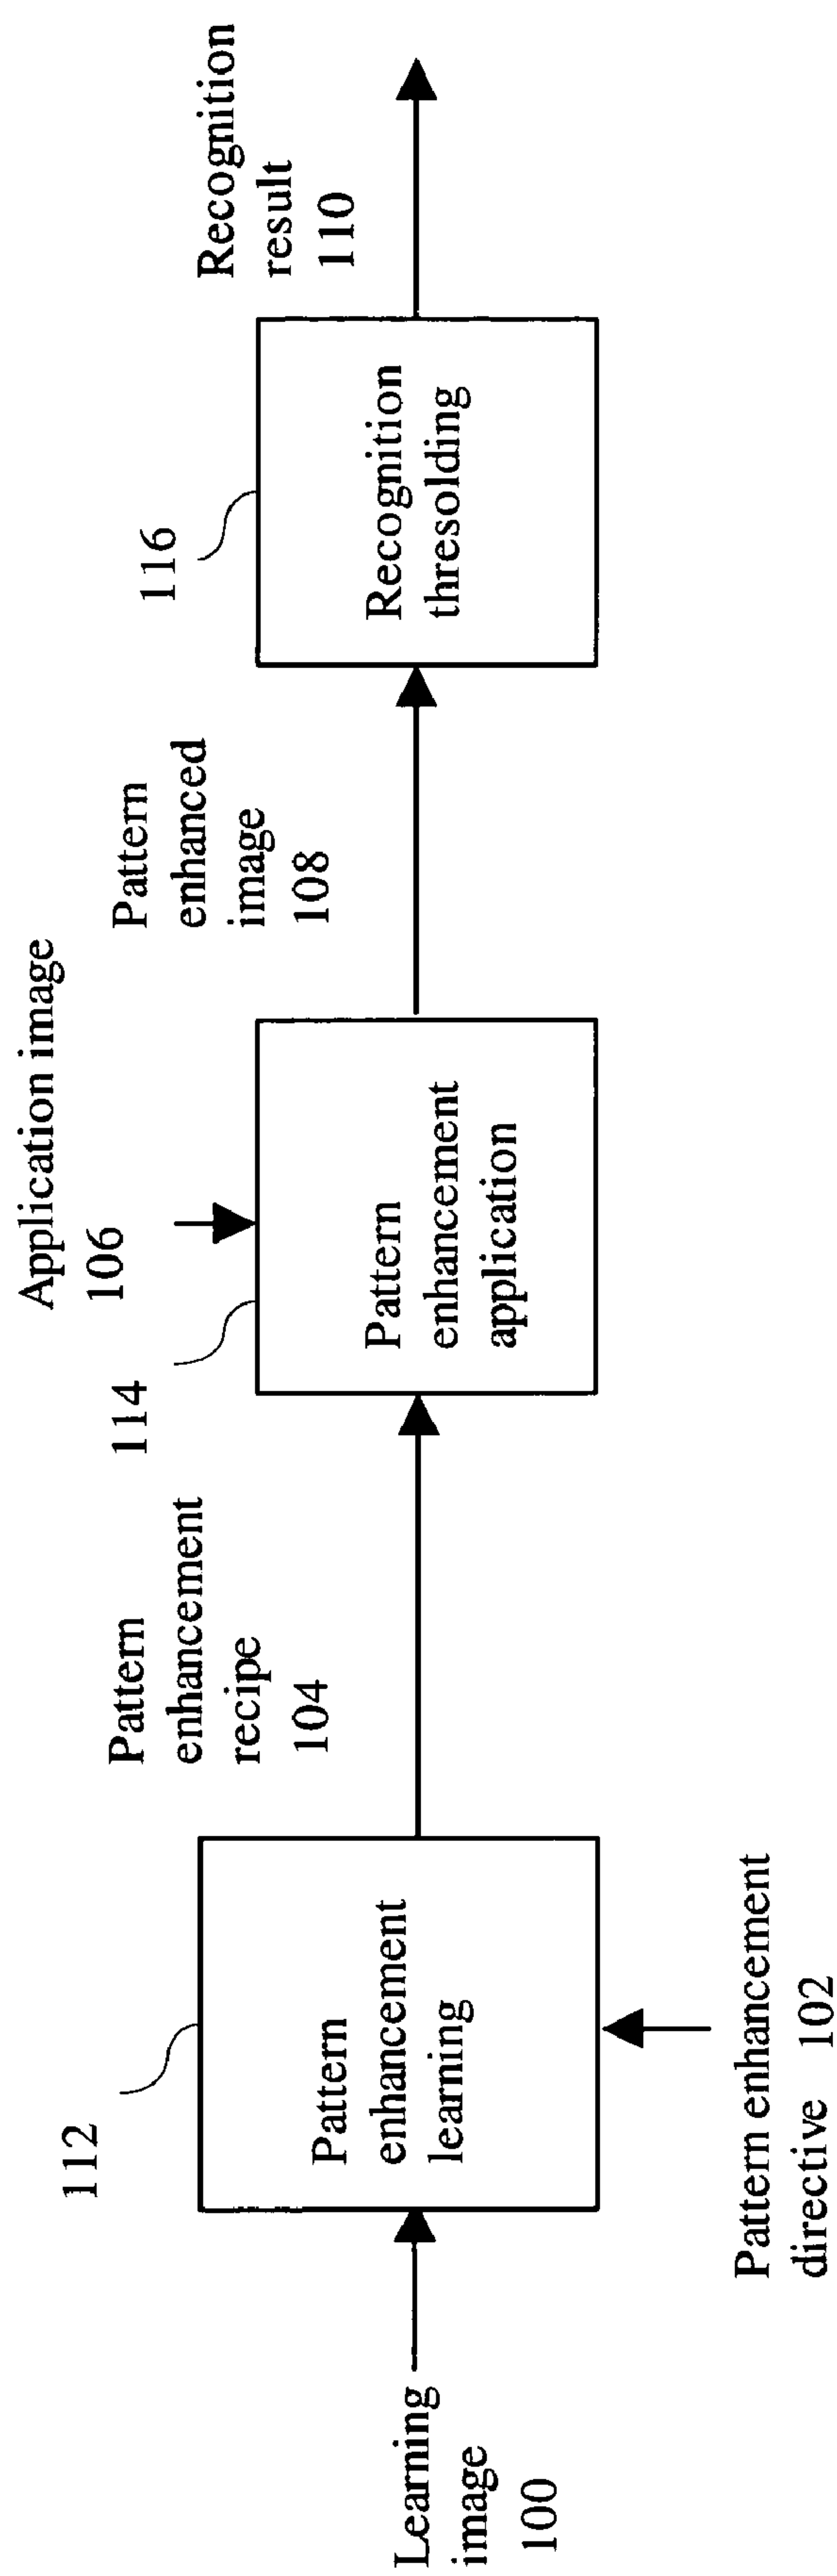 Learning
image
100
112
Pattern
enhancement
learning
Pattern enhancement
directive 102
Pattern
enhancement
recipe
104
114
Application image
106
Pattern
enhancement
application
Pattern
enhanced
image
108
116
Recognition
thresolding
Recognition
result
110